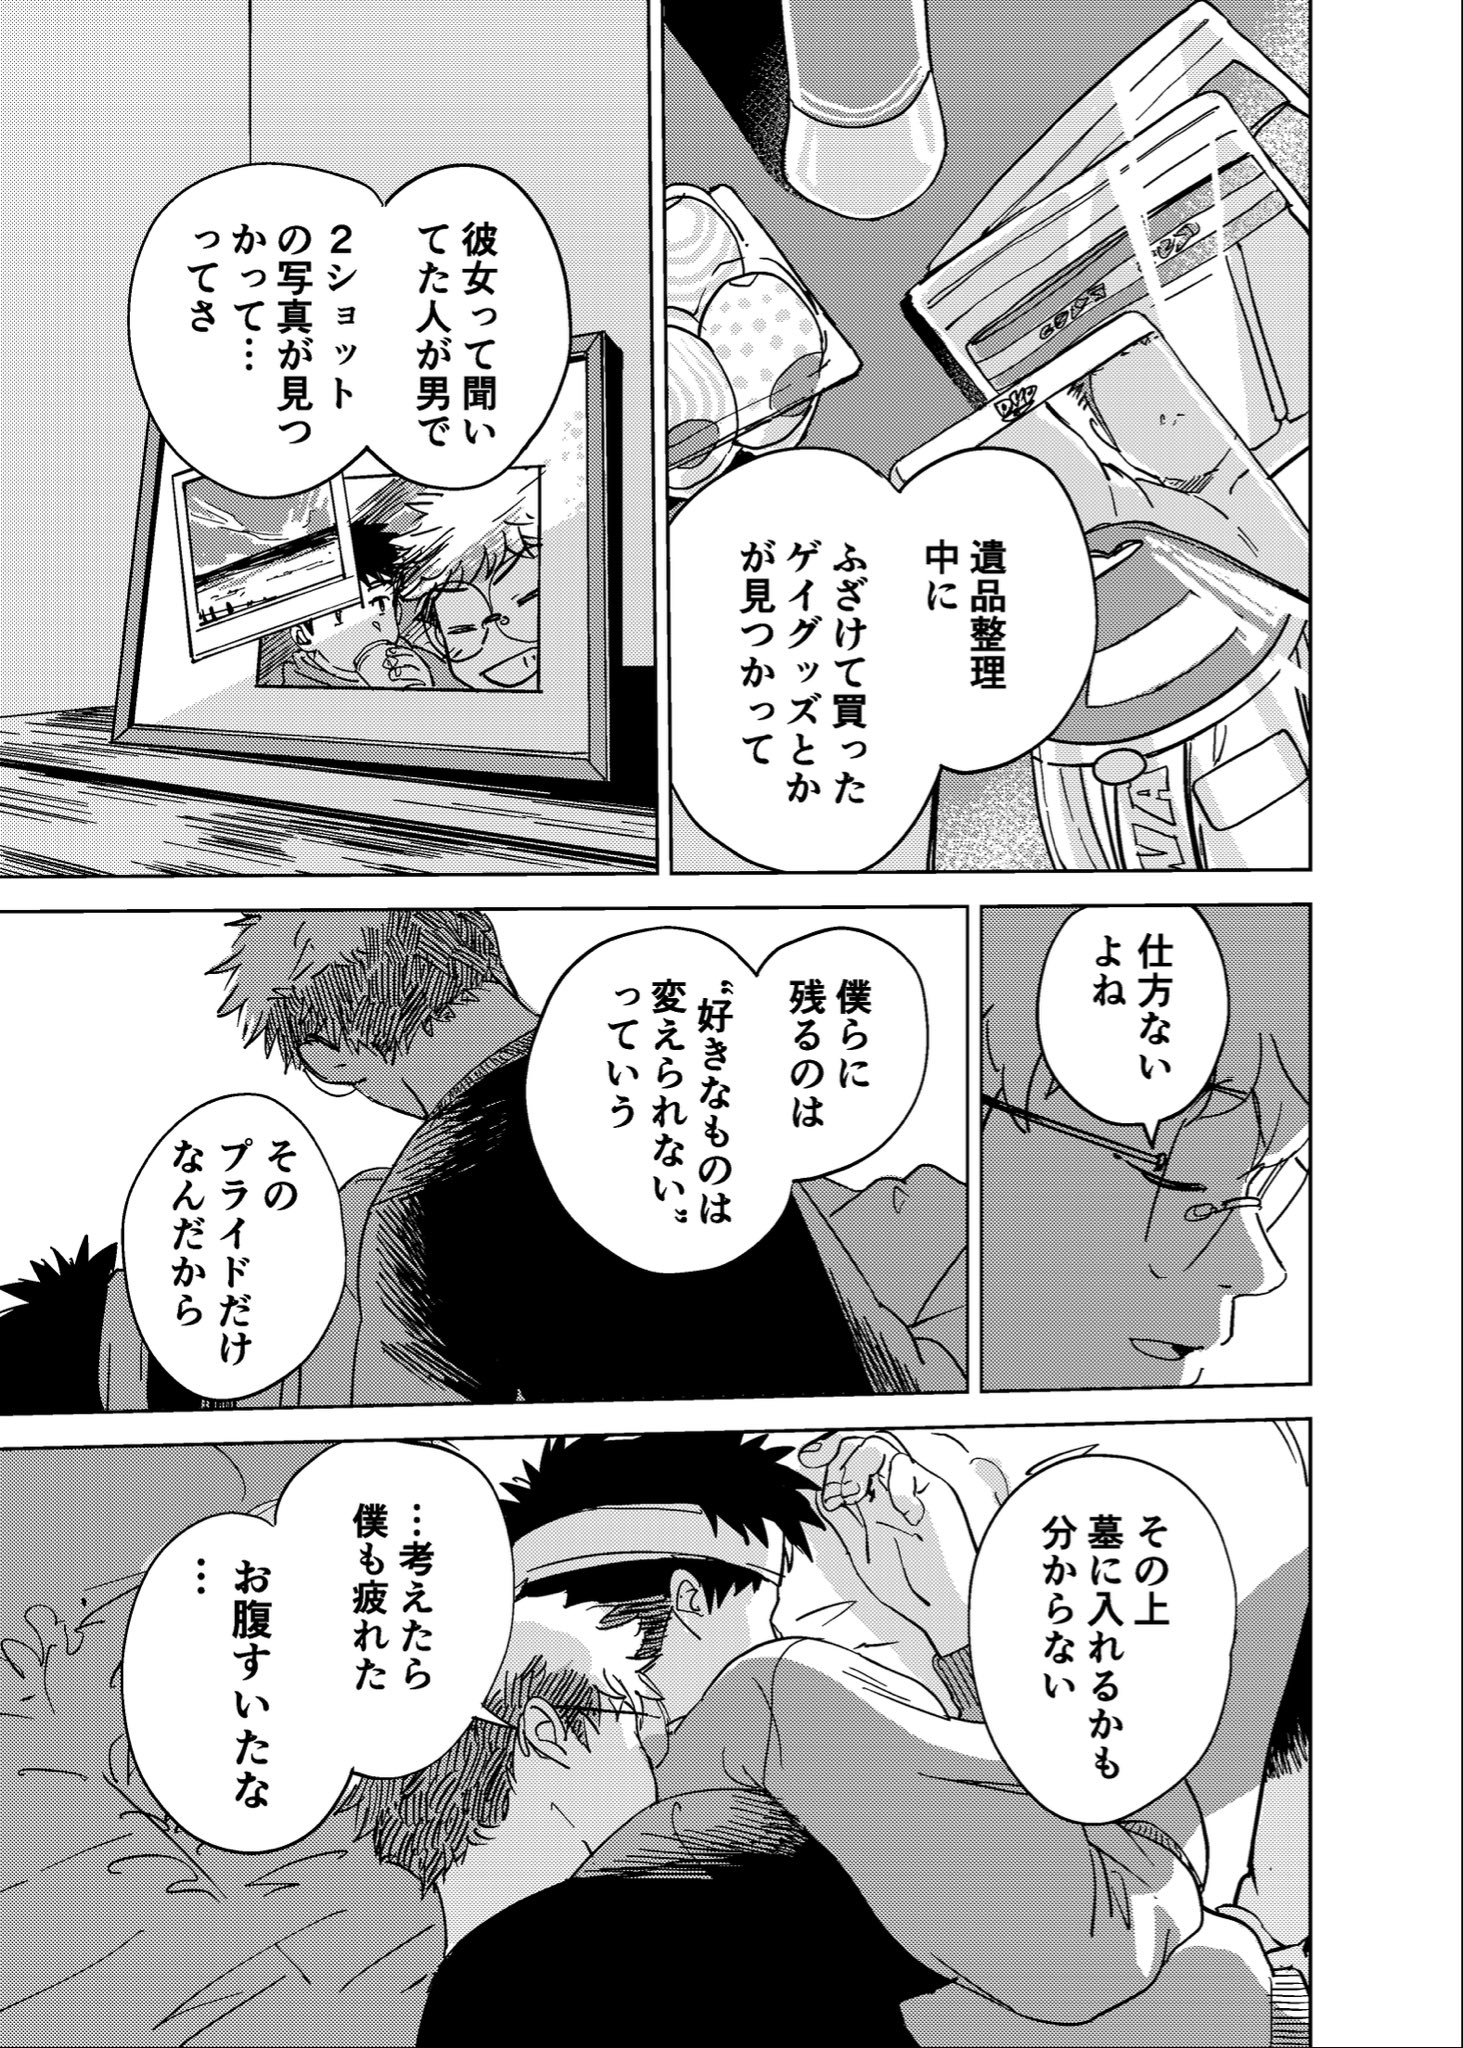 遺品整理
中に
ふざけて買った
ゲイグッズとか
が見つかって
彼女って聞い
てた人が男で
2ショット
の写真が見つ
かって…
ってさ
仕方ない
よね
僕らに
残るのは
〝好きなものは
変えられない〟
っていう
その
プライドだけ
なんだから
その上
墓に入れるかも
分からない
…考えたら
僕も疲れた
お腹すいたな
…